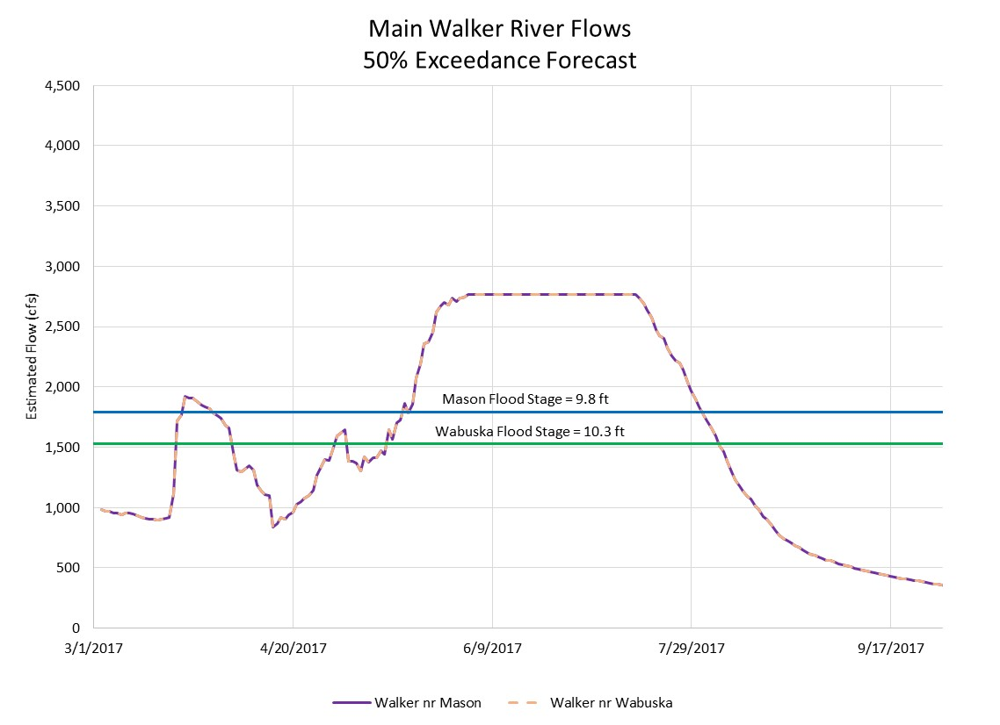 Main Walker River Flows
50% Exceedance Forecast
4,500
4,000
3,500
3,000
2,500
2,000
1,500
1,000
500
0
Estimated Flow (cfs)
Mason Flood Stage = 9.8 ft
Wabuska Flood Stage = 10.3 ft
3/1/2017 4/20/2017 6/9/2017 7/29/2017 9/17/2017
Walker nr Mason Walker nr Wabuska